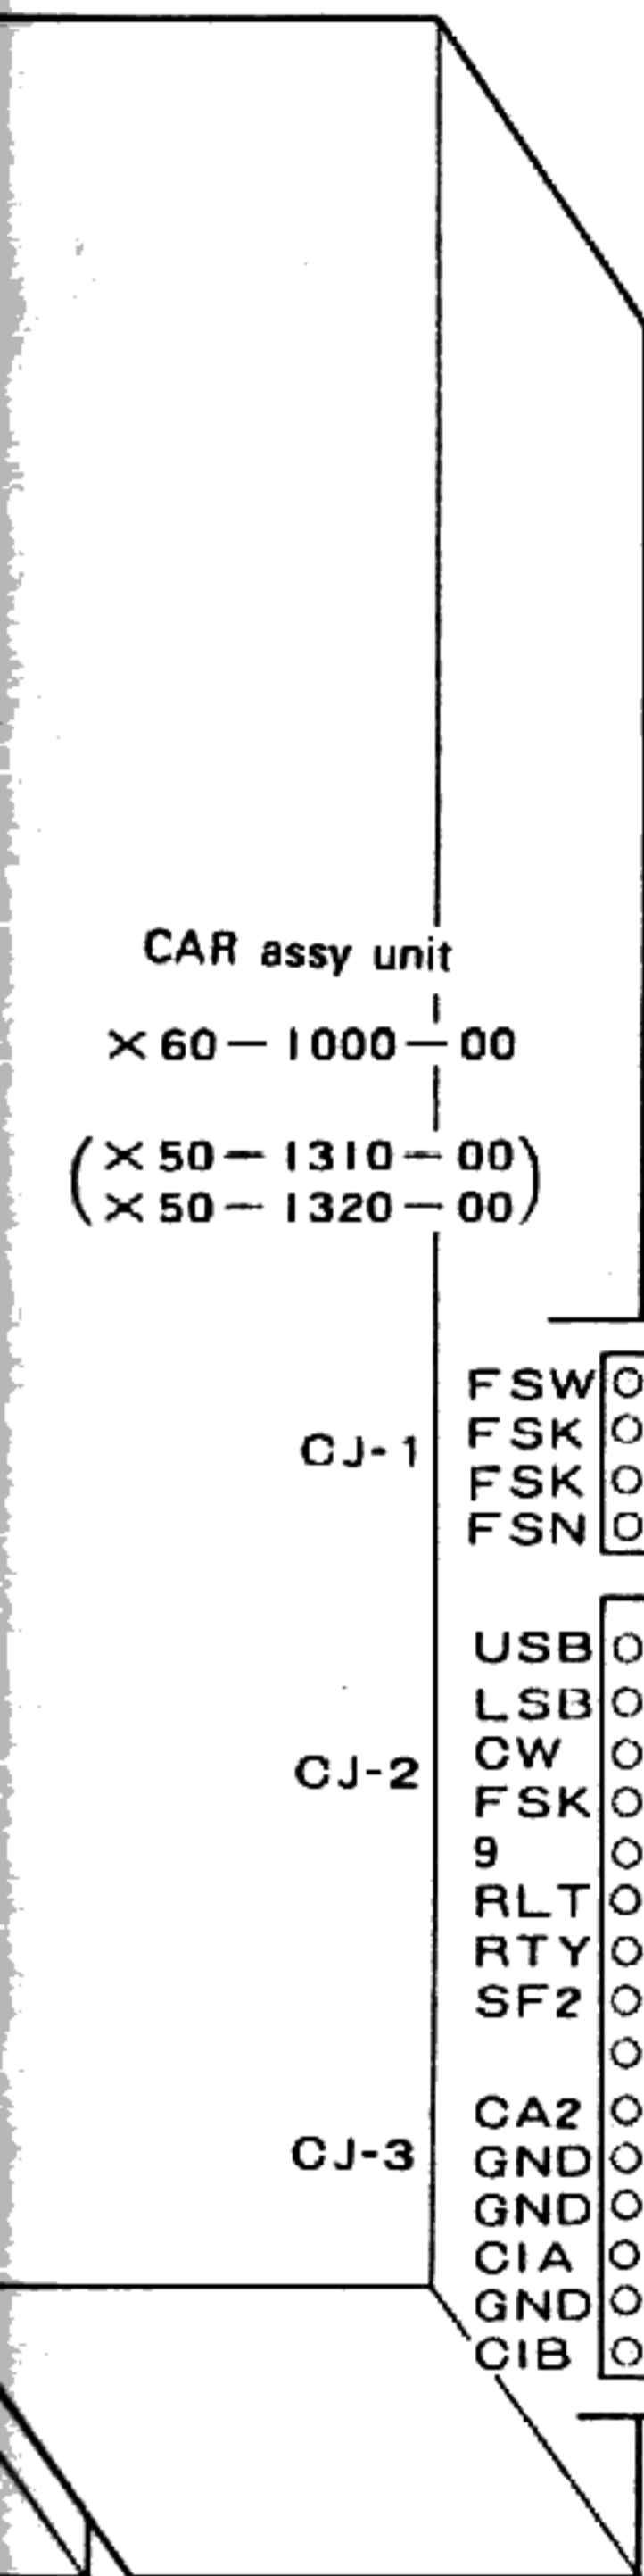 CAR assy unit
X60-1000-00
(X50-1310-00
X50-1320-00)
CJ-1
FSW
FSK
FSK
FSN
CJ-2
USB
LSB
CW
FSK
9
RLT
RTY
SF2
CJ-3
CA2
GND
GND
CIA
GND
CIB